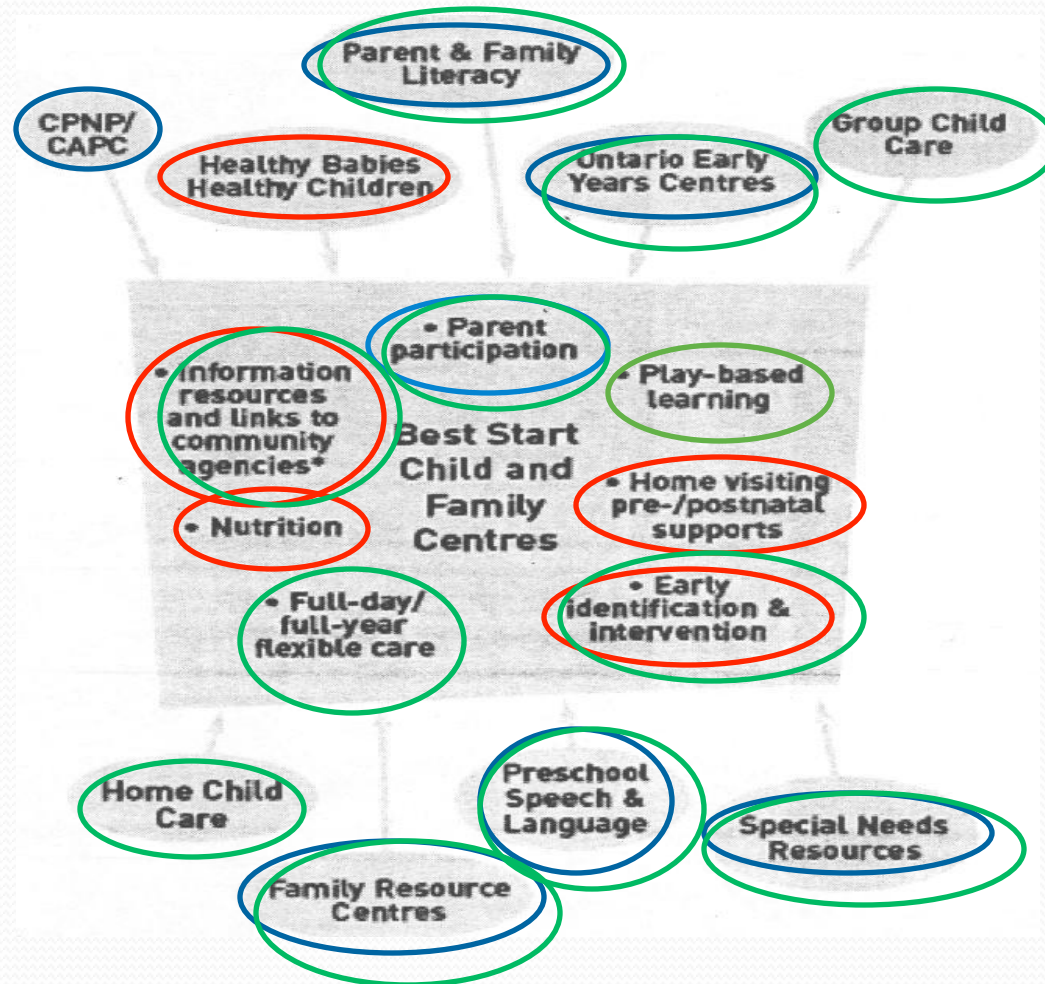 Parent & Family
Literacy
CPNP/
CAPC
Healthy Babies
Healthy Children
Ontario Early
Years Centres
Group Child
Care
• Parent
participation
• Information
resources
and links to
community
agencies*
• Play-based
learning
Best Start
Child and
Family
Centres
• Home visiting
pre-/postnatal
supports
• Nutrition
• Early
identification &
intervention
• Full-day/
full-year
flexible care
Home Child
Care
Preschool
Speech &
Language
Special Needs
Resources
Family Resource
Centres